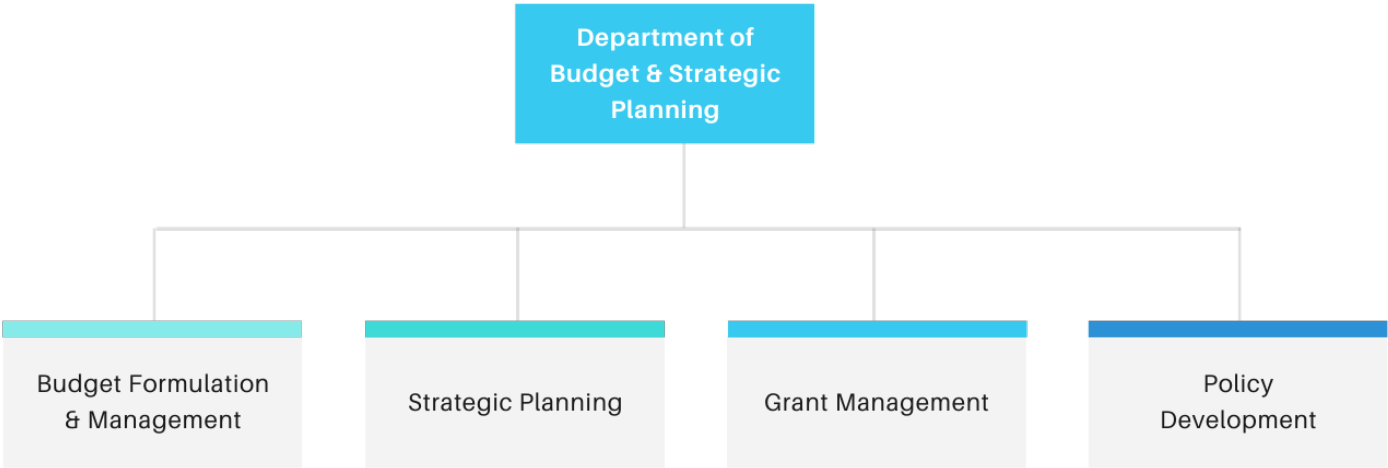 Department of
Budget & Strategic
Planning
Budget Formulation
& Management
Strategic Planning
Grant Management
Policy
Development